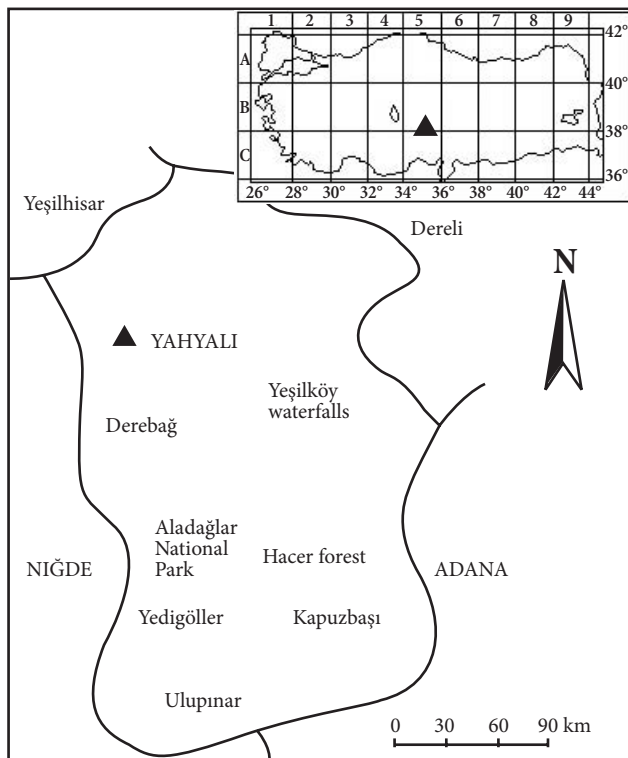 1 2 3 4 5 6 7 8 9
42°
A
40°
B
38°
C
36°
26° 28° 30° 32° 34° 36° 38° 40° 42° 44°
Yeşilhisar
Dereli
N
YAHYALI
Yeşilköy
waterfalls
Derebağ
Aladağlar
National
Park
Hacer forest
NIĞDE
ADANA
Yedigöller
Kapuzbaşı
Ulupınar
0 30 60 90 km